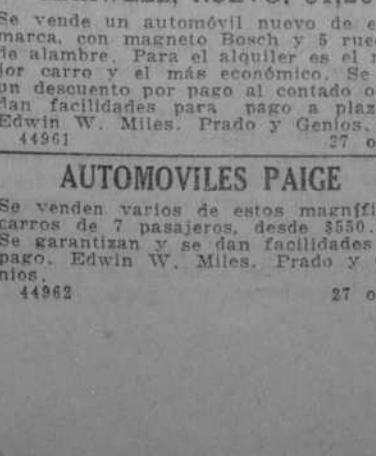 Se vende un automóvil nuevo de e
marca, con magneto Bosch y 5 rued
de alambre. Para el alquiler es el m
jor carro y el más económico. Se
un descuento por pago al contado o
dan facilidades para pago a plaz
Edwin W. Miles. Prado y Genios.
44961 27 o
AUTOMOVILES PAIGE
Se venden varios de estos magnífi
carros de 7 pasajeros, desde $550.
Se garantizan y se dan facilidades
pago. Edwin W. Miles. Prado y
nios.
44962 27 o